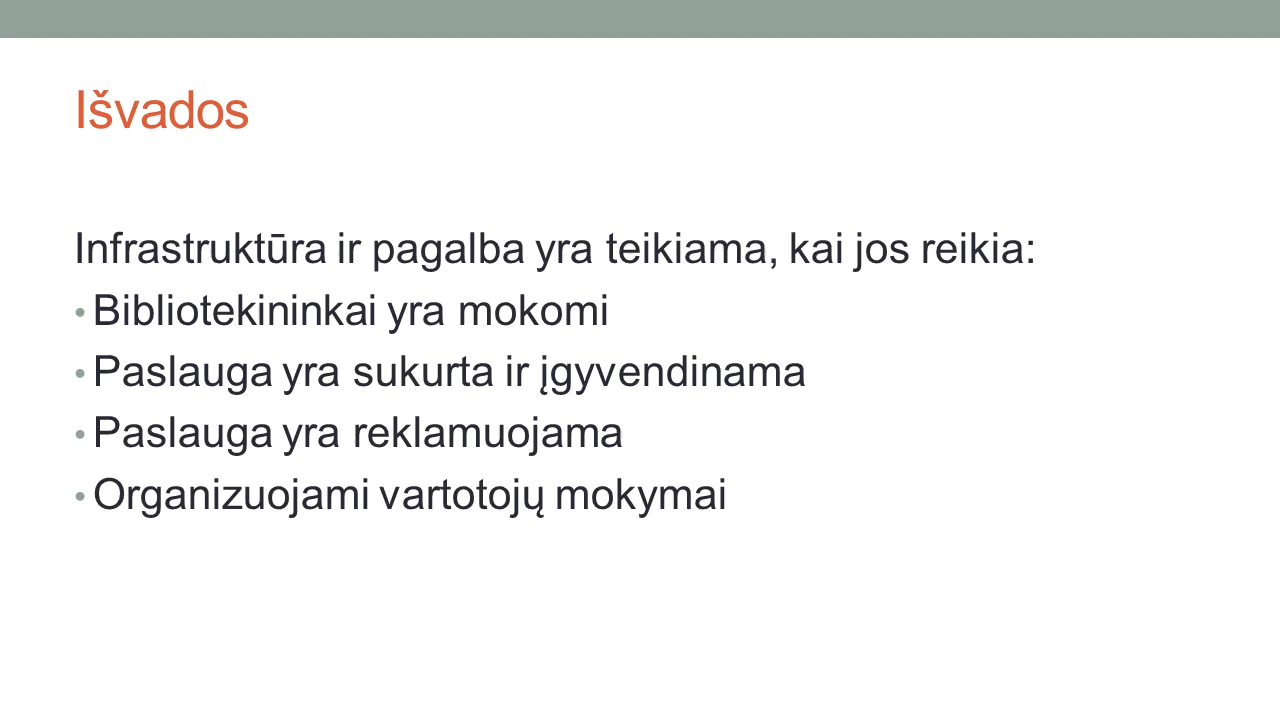 Išvados
Infrastruktūra ir pagalba yra teikiama, kai jos reikia:
• Bibliotekininkai yra mokomi
• Paslauga yra sukurta ir įgyvendinama
• Paslauga yra reklamuojama
• Organizuojami vartotojų mokymai